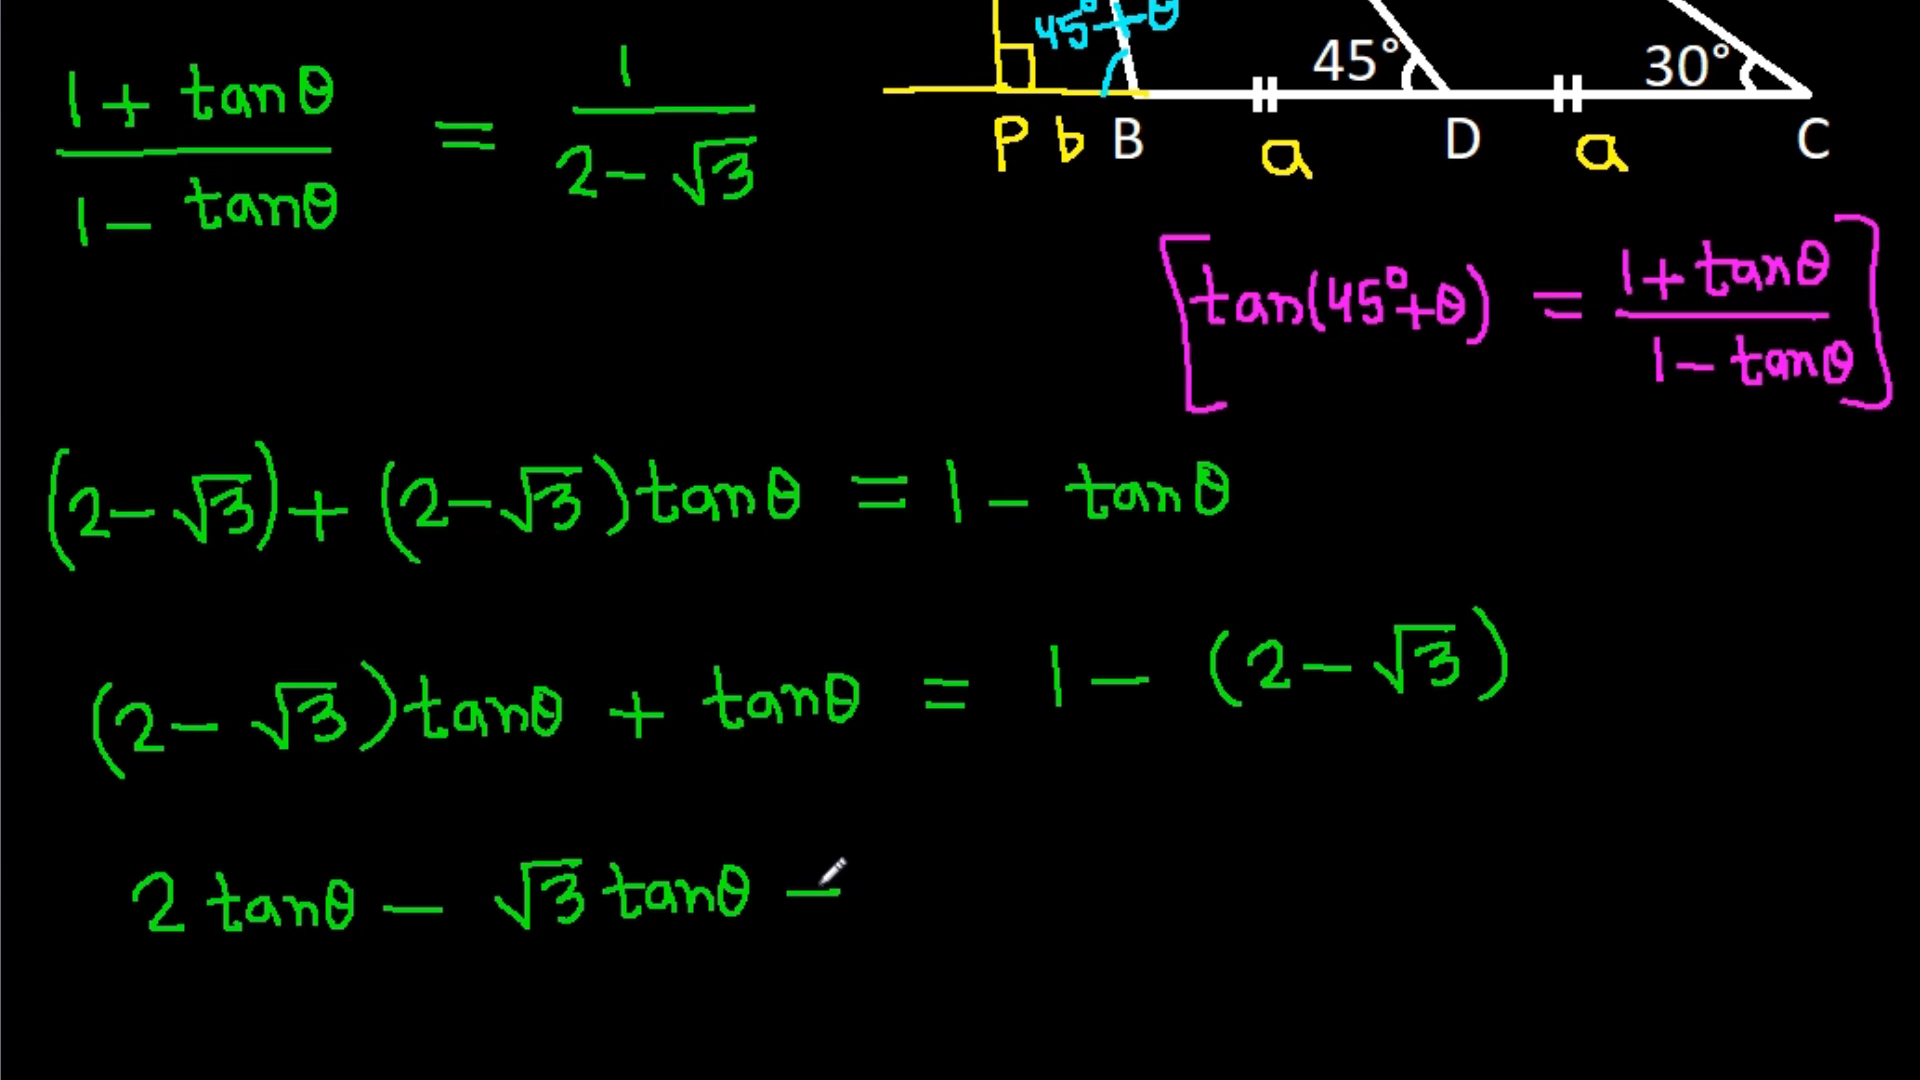 45°+θ
45° 30°
P b B a D a C
(1 + tanθ)/(1 - tanθ) = 1/(2 - √3)
[tan(45°+θ) = (1 + tanθ)/(1 - tanθ)]
(2-√3)+(2-√3)tanθ = 1 - tanθ
(2-√3)tanθ + tanθ = 1 - (2-√3)
2 tanθ - √3 tanθ -